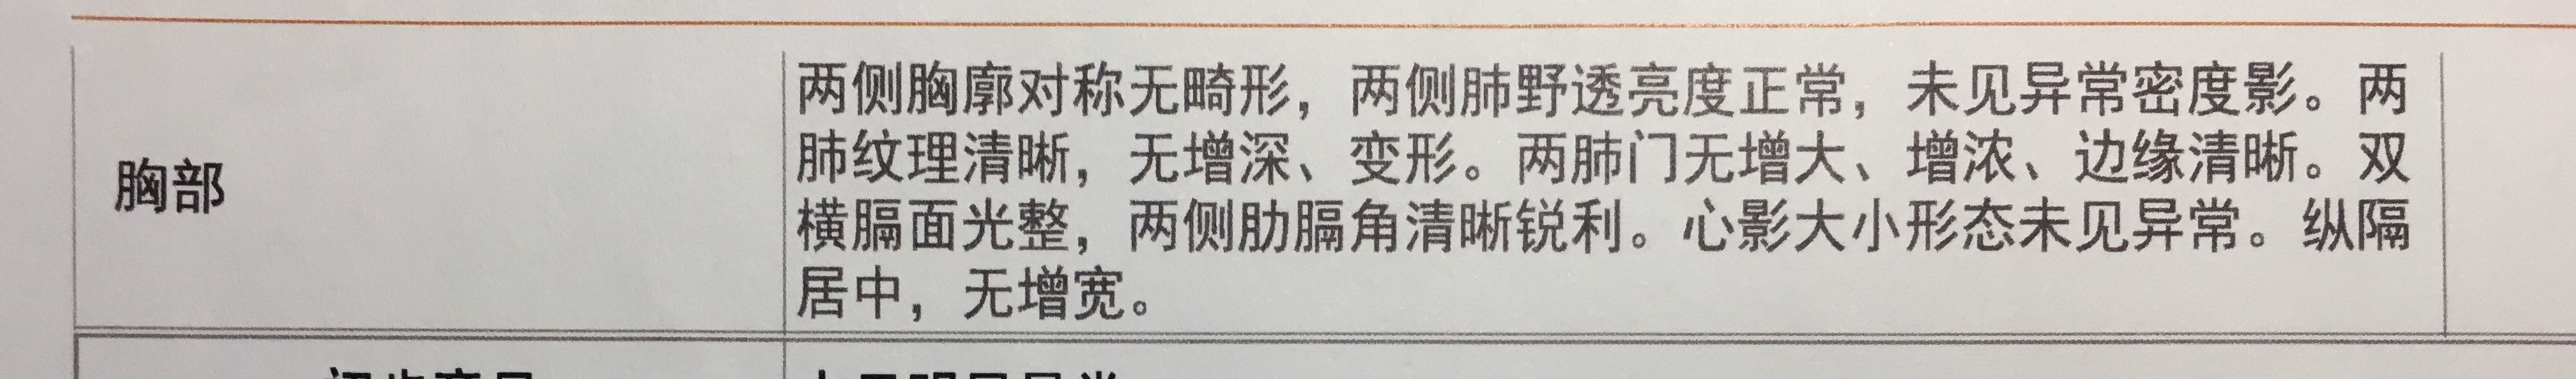 胸部
两侧胸廓对称无畸形，两侧肺野透亮度正常，未见异常密度影。两
肺纹理清晰，无增深、变形。两肺门无增大、增浓、边缘清晰。双
横膈面光整，两侧肋膈角清晰锐利。心影大小形态未见异常。纵隔
居中，无增宽。